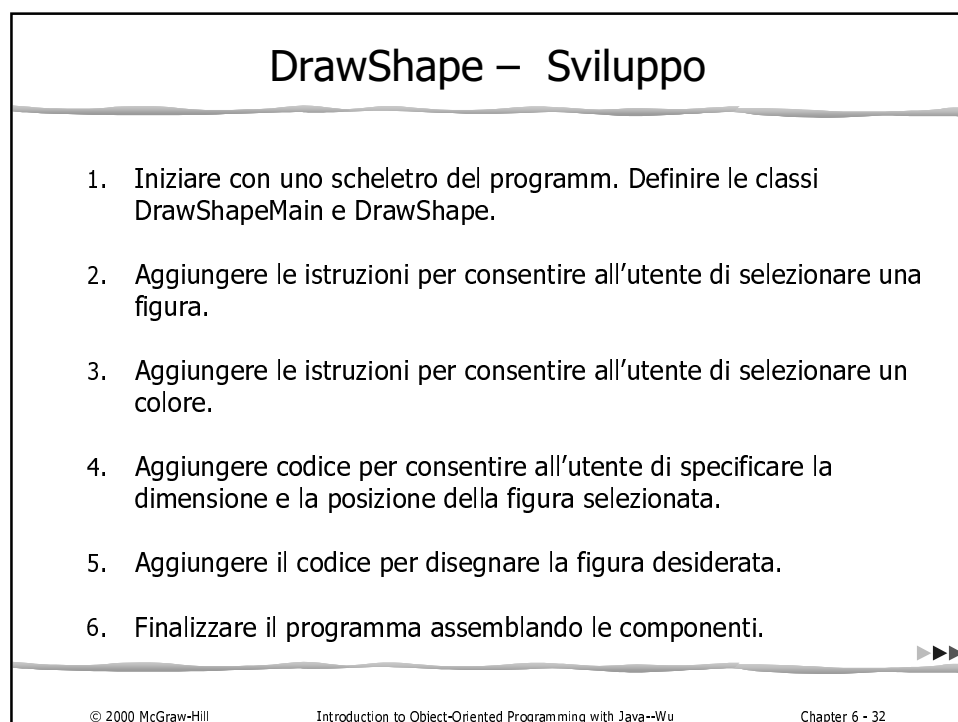 DrawShape – Sviluppo
1. Iniziare con uno scheletro del programm. Definire le classi
DrawShapeMain e DrawShape.
2. Aggiungere le istruzioni per consentire all'utente di selezionare una
figura.
3. Aggiungere le istruzioni per consentire all'utente di selezionare un
colore.
4. Aggiungere codice per consentire all'utente di specificare la
dimensione e la posizione della figura selezionata.
5. Aggiungere il codice per disegnare la figura desiderata.
6. Finalizzare il programma assemblando le componenti.
© 2000 McGraw-Hill Introduction to Object-Oriented Programming with Java--Wu Chapter 6 - 32